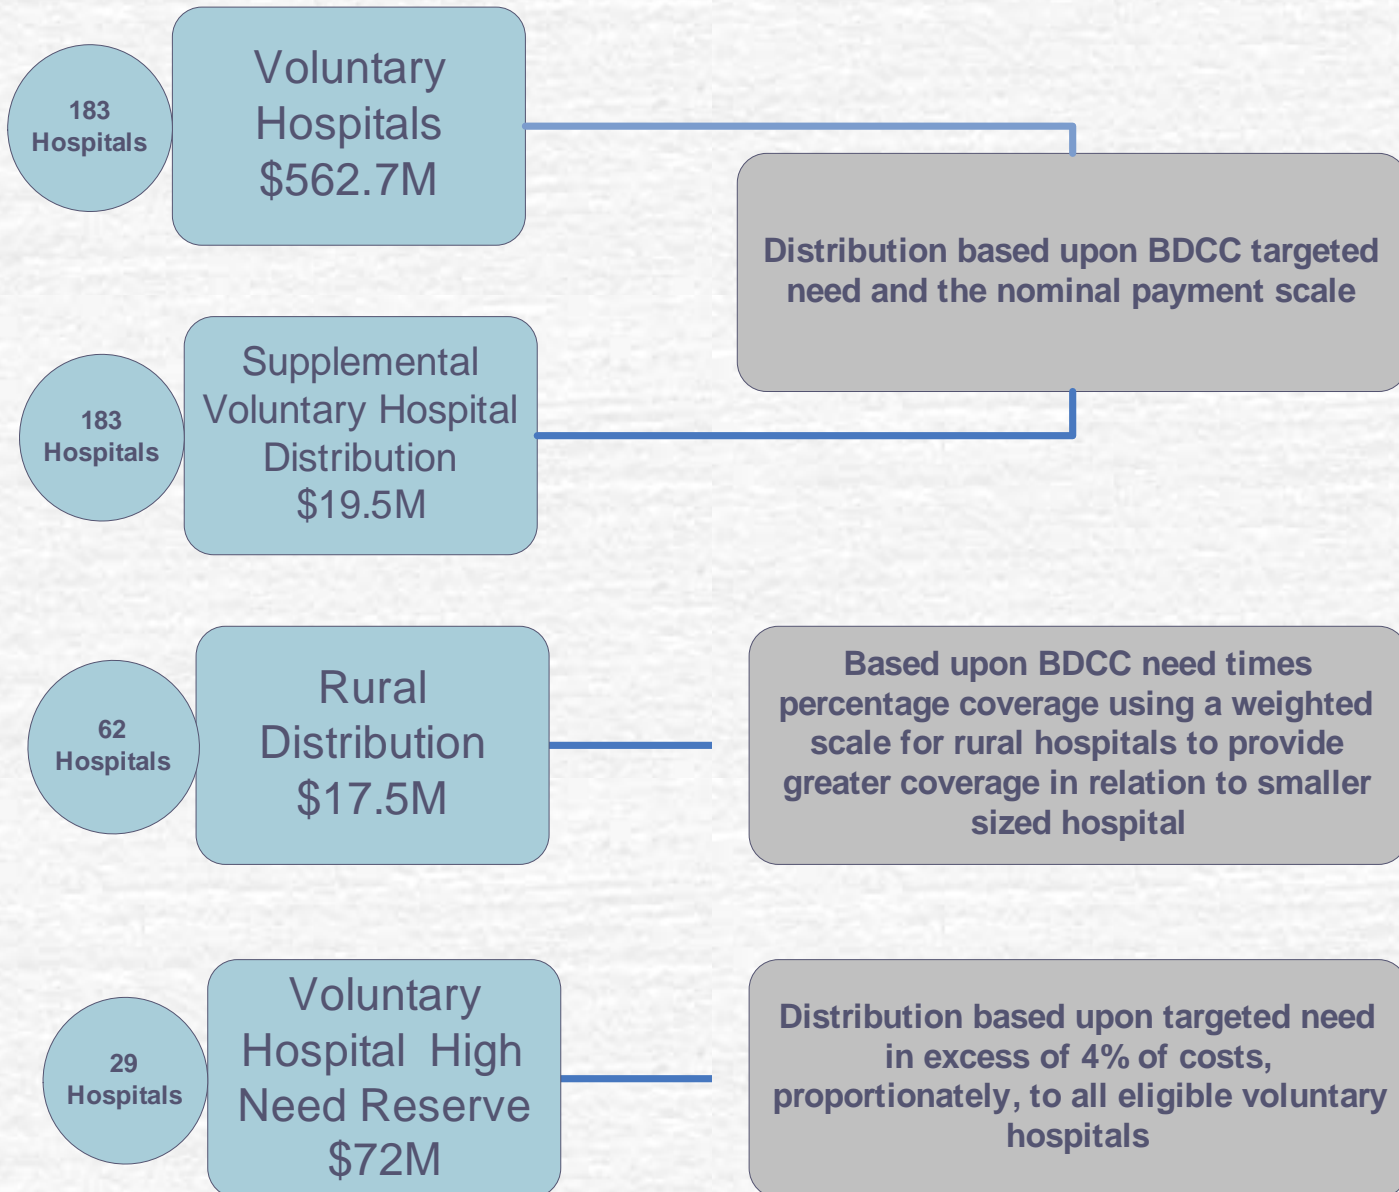 183
Hospitals
Voluntary
Hospitals
$562.7M
Distribution based upon BDCC targeted
need and the nominal payment scale
183
Hospitals
Supplemental
Voluntary Hospital
Distribution
$19.5M
62
Hospitals
Rural
Distribution
$17.5M
Based upon BDCC need times
percentage coverage using a weighted
scale for rural hospitals to provide
greater coverage in relation to smaller
sized hospital
29
Hospitals
Voluntary
Hospital High
Need Reserve
$72M
Distribution based upon targeted need
in excess of 4% of costs,
proportionately, to all eligible voluntary
hospitals